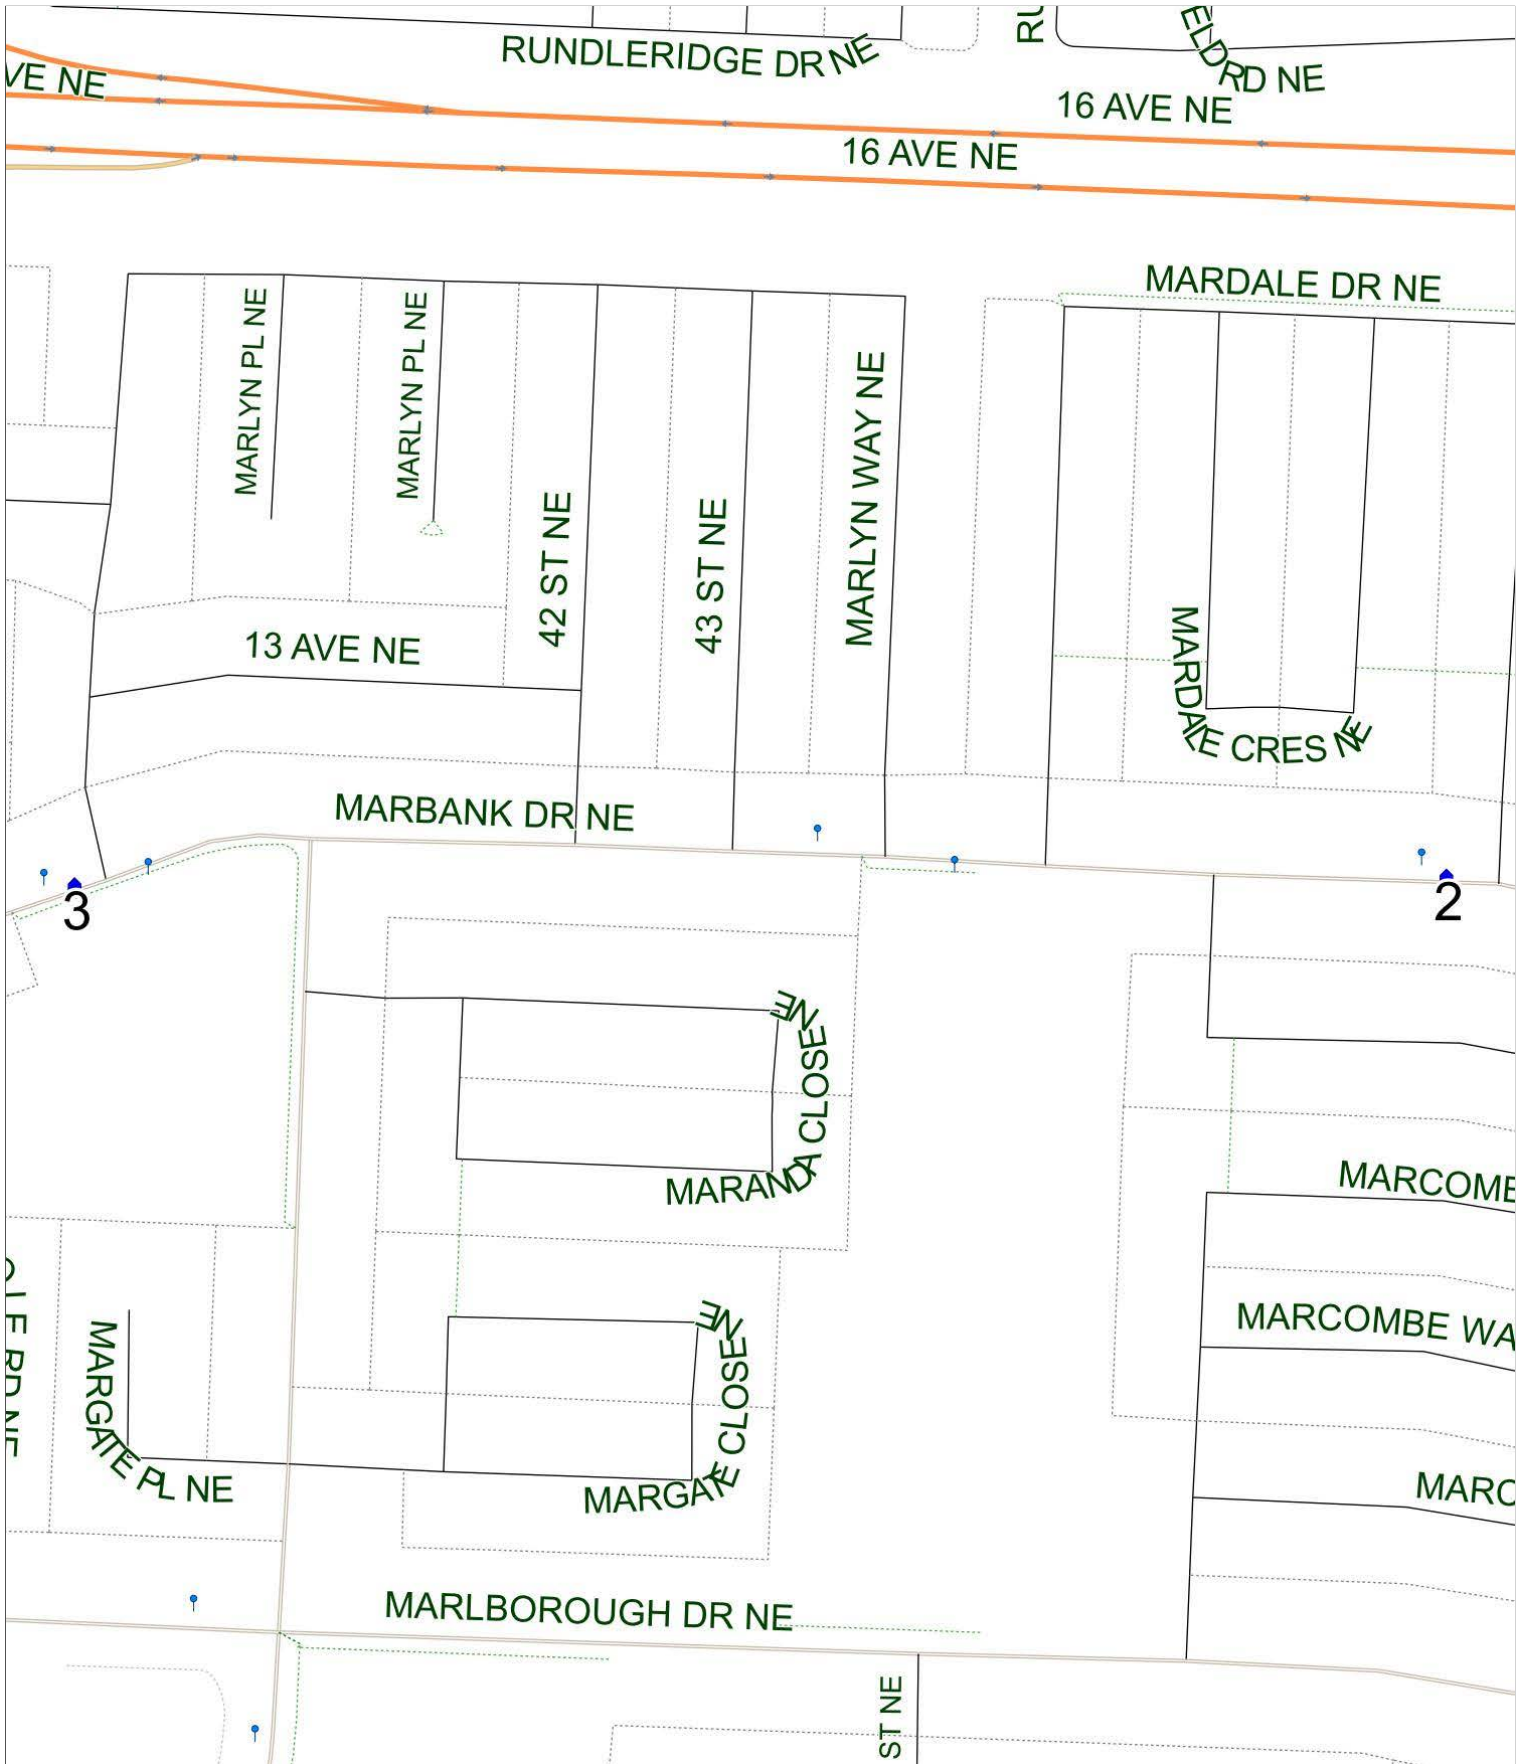 RUNDLERIDGE DR NE
RU
ELD RD NE
VE NE
16 AVE NE
16 AVE NE
MARDALE DR NE
MARLYN PL NE
MARLYN PL NE
42 ST NE
43 ST NE
MARLYN WAY NE
MARDALE CRES NE
13 AVE NE
MARBANK DR NE
3
2
MARANDA CLOSE NE
MARCOMBE
MARCOMBE WA
MARC
MARGATE PL NE
MARGATE CLOSE NE
MARLBOROUGH DR NE
ST NE